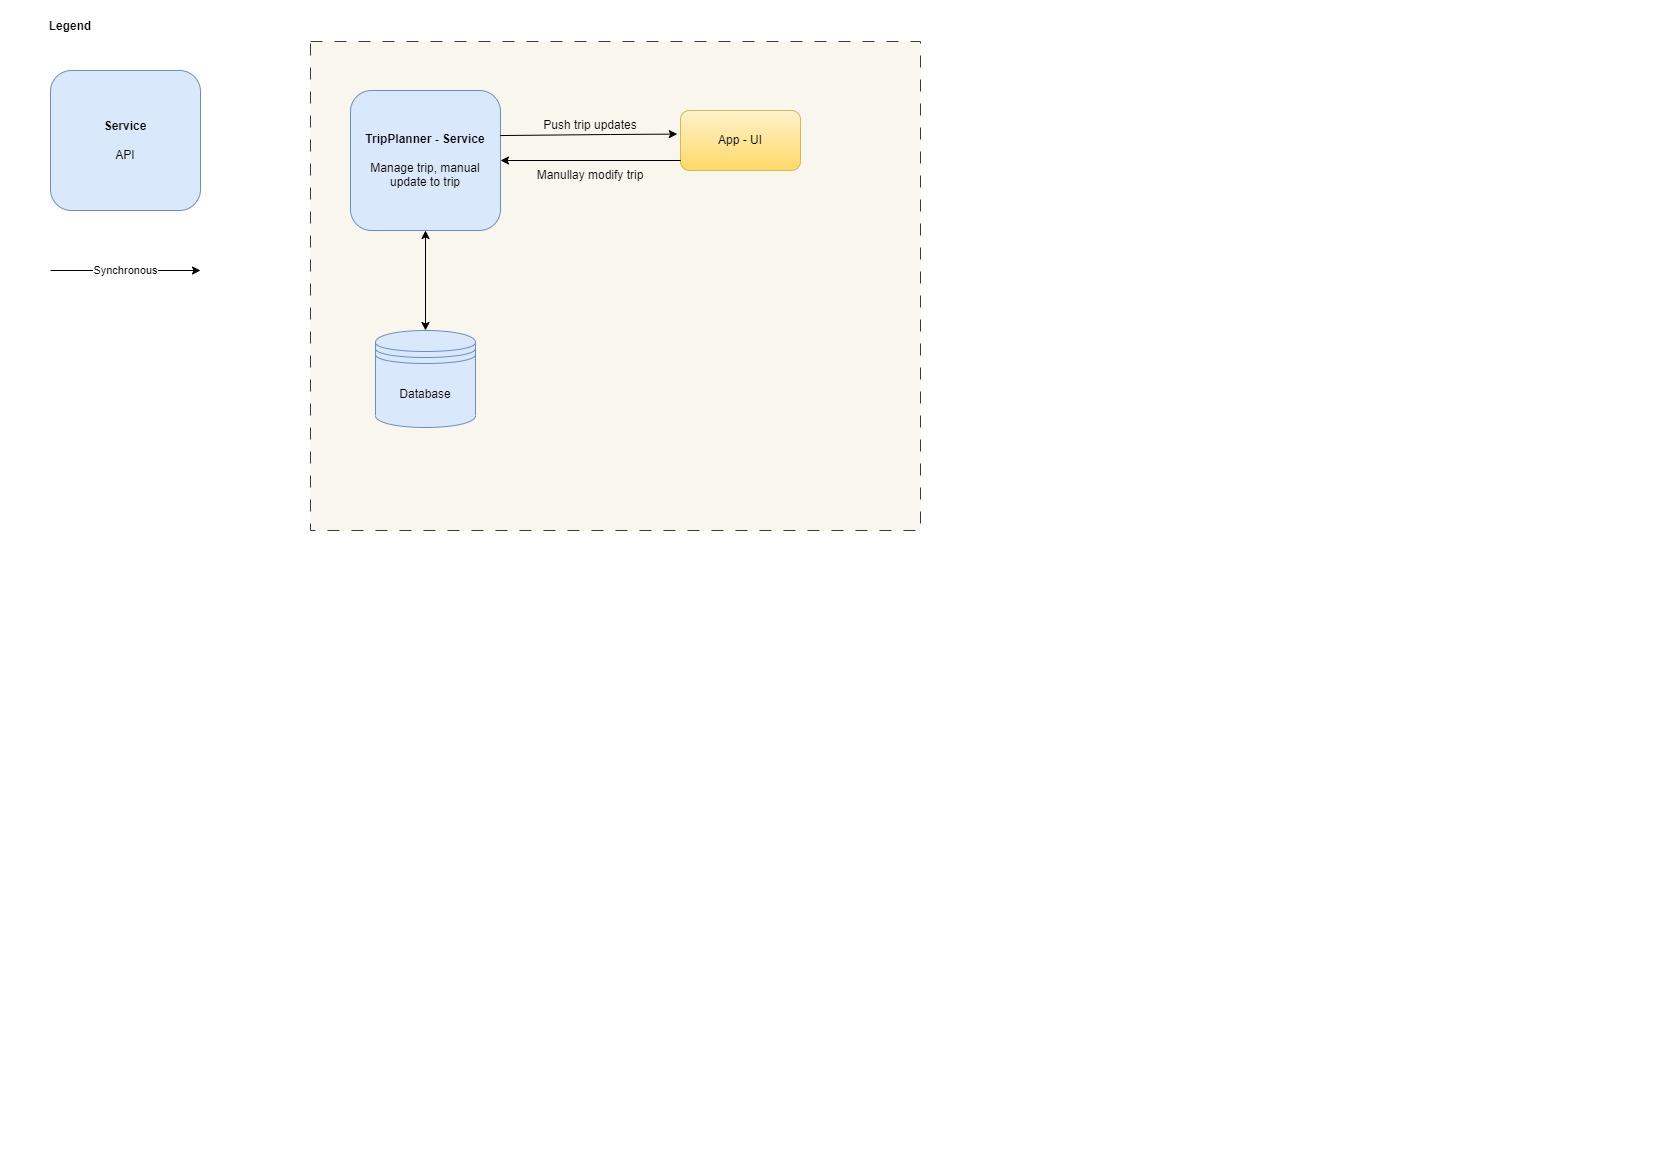 Legend
Service
API
Synchronous
TripPlanner - Service
Manage trip, manual
update to trip
Push trip updates
Manullay modify trip
App - UI
Database